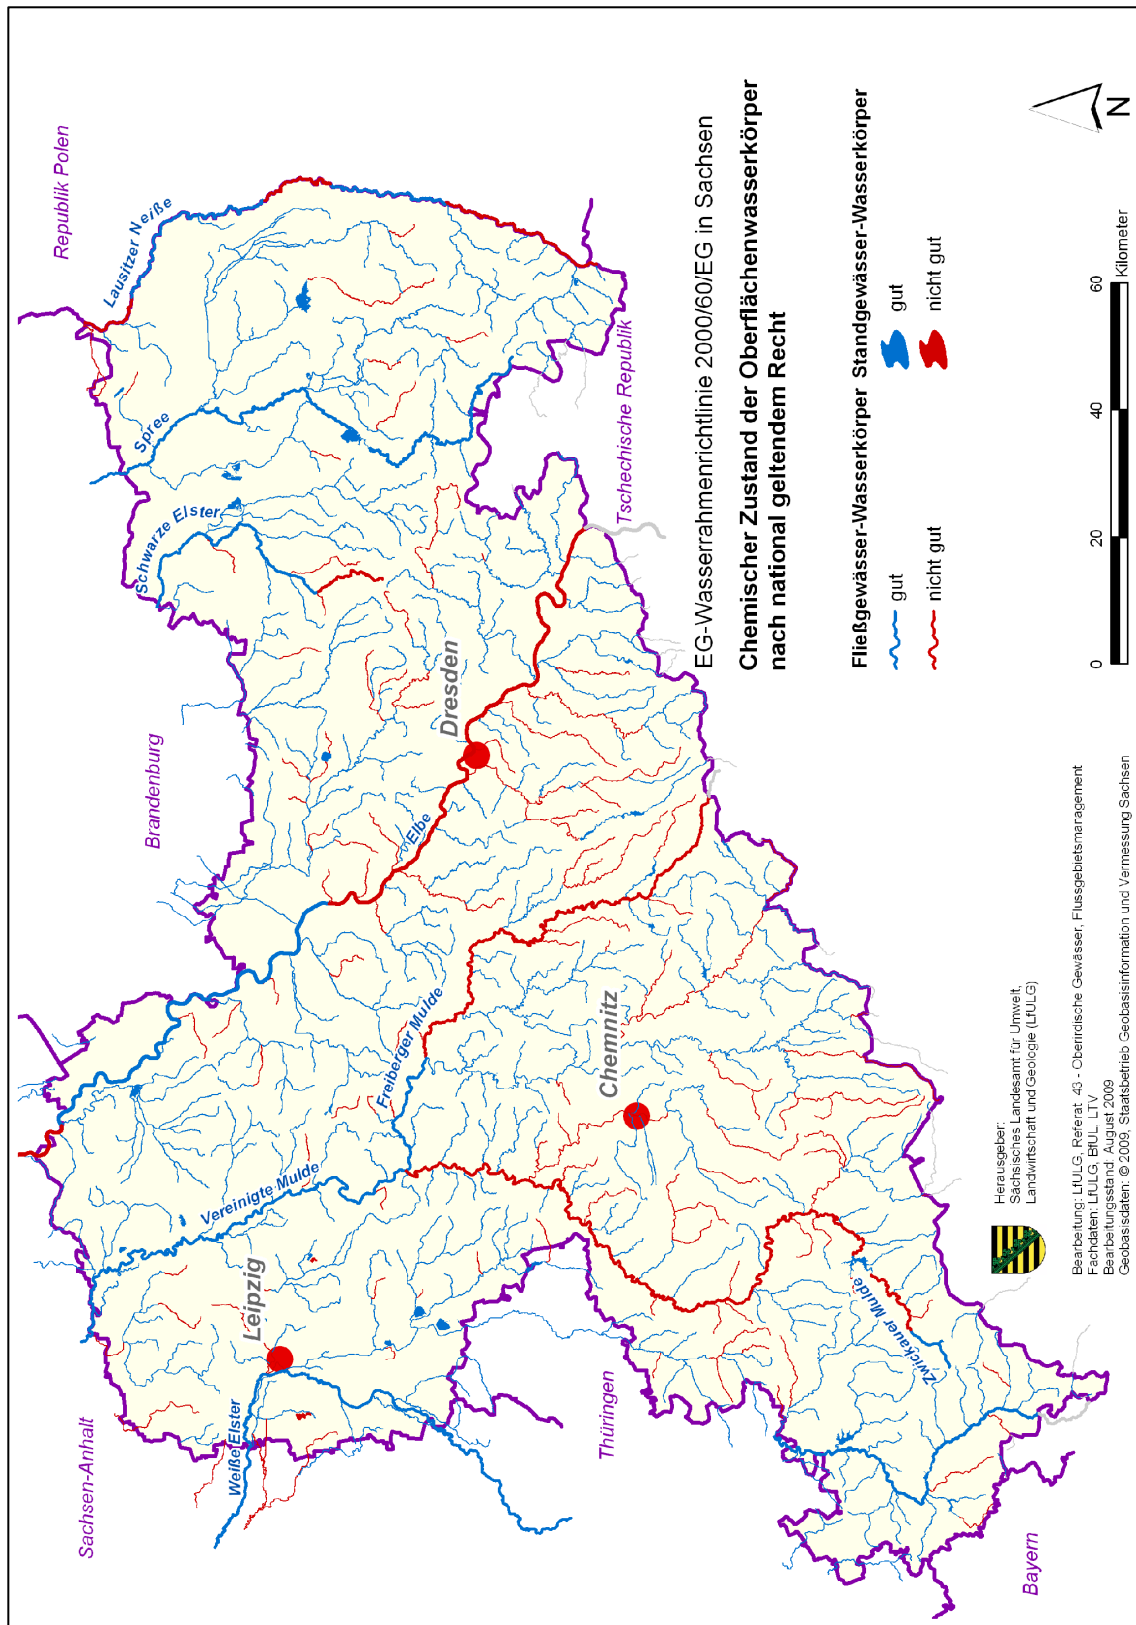 EG-Wasserrahmenrichtlinie 2000/60/EG in Sachsen
Chemischer Zustand der Oberflächenwasserkörper
nach national geltendem Recht
Fließgewässer-Wasserkörper
Standgewässer-Wasserkörper
gut
nicht gut
gut
nicht gut
0
20
40
60
Kilometer
N
Republik Polen
Tschechische Republik
Brandenburg
Sachsen-Anhalt
Thüringen
Bayern
Lausitzer Neiße
Spree
Schwarze Elster
Elbe
Freiberger Mulde
Vereinigte Mulde
Weiße Elster
Zwickauer Mulde
Dresden
Chemnitz
Leipzig
Herausgeber:
Sächsisches Landesamt für Umwelt,
Landwirtschaft und Geologie (LfULG)
Bearbeitung: LfULG, Referat 43 - Oberirdische Gewässer, Flussgebietsmaragement
Fachdaten: LfULG, BfUL, LTV
Bearbeitungsstand: August 2009
Geobasisdaten: © 2009, Staatsbetrieb Geobasisinformation und Vermessung Sachsen